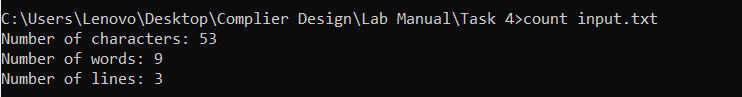 C:\Users\Lenovo\Desktop\Complier Design\Lab Manual\Task 4>count input.txt
Number of characters: 53
Number of words: 9
Number of lines: 3